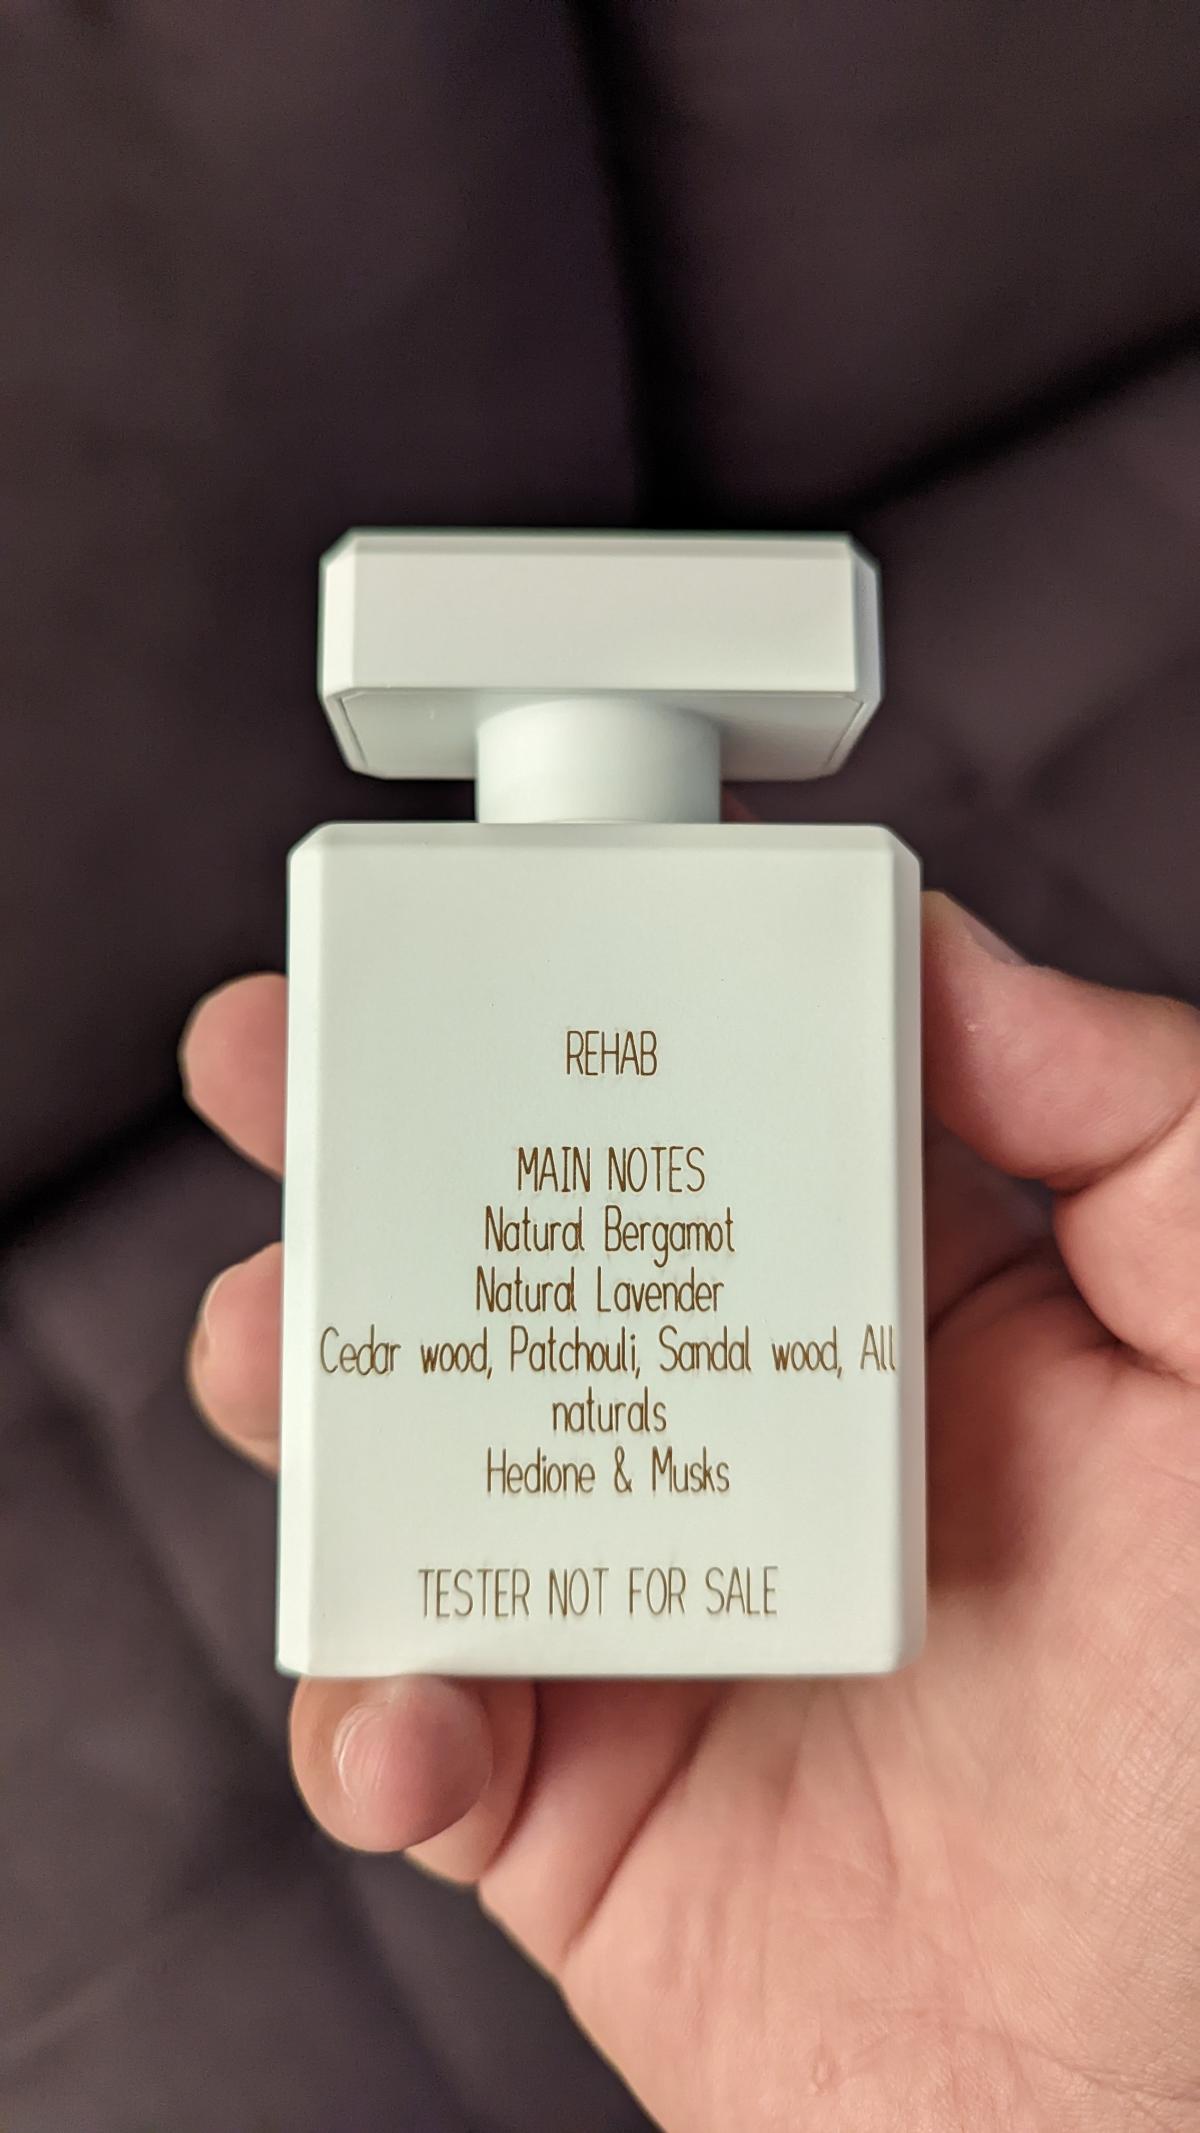 REHAB
MAIN NOTES
Natural Bergamot
Natural Lavender
Cedar wood, Patchouli, Sandal wood, All
naturals
Hedione & Musks
TESTER NOT FOR SALE